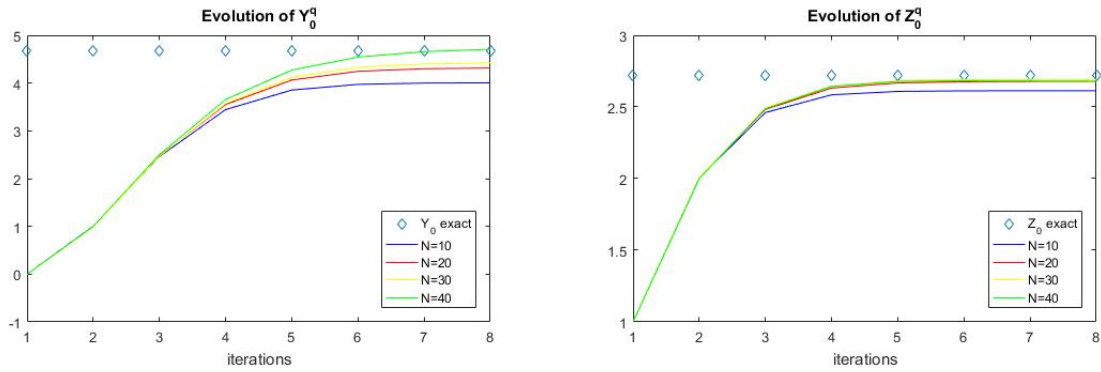 Evolution of Y₀^q
5
4
3
2
1
0
-1
1 2 3 4 5 6 7 8
iterations
Y₀ exact
N=10
N=20
N=30
N=40
Evolution of Z₀^q
3
2.5
2
1.5
1
1 2 3 4 5 6 7 8
iterations
Z₀ exact
N=10
N=20
N=30
N=40